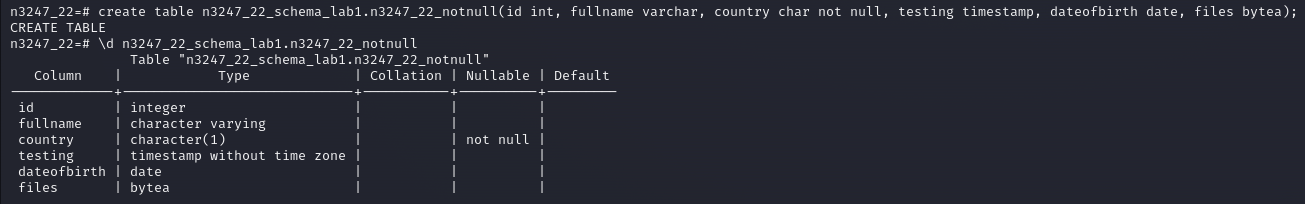 n3247_22=# create table n3247_22_schema_lab1.n3247_22_notnull(id int, fullname varchar, country char not null, testing timestamp, dateofbirth date, files bytea);
CREATE TABLE
n3247_22=# \d n3247_22_schema_lab1.n3247_22_notnull
Table "n3247_22_schema_lab1.n3247_22_notnull"
Column | Type | Collation | Nullable | Default
id | integer | | |
fullname | character varying | | |
country | character(1) | | not null |
testing | timestamp without time zone | | |
dateofbirth | date | | |
files | bytea | | |